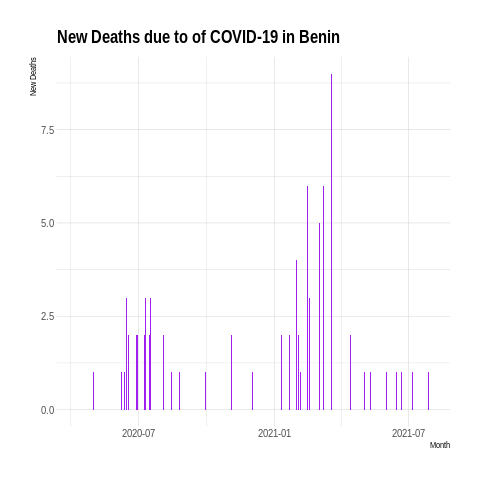 New Deaths due to of COVID-19 in Benin
New Deaths
7.5
5.0
2.5
0.0
2020-07
2021-01
2021-07
Month